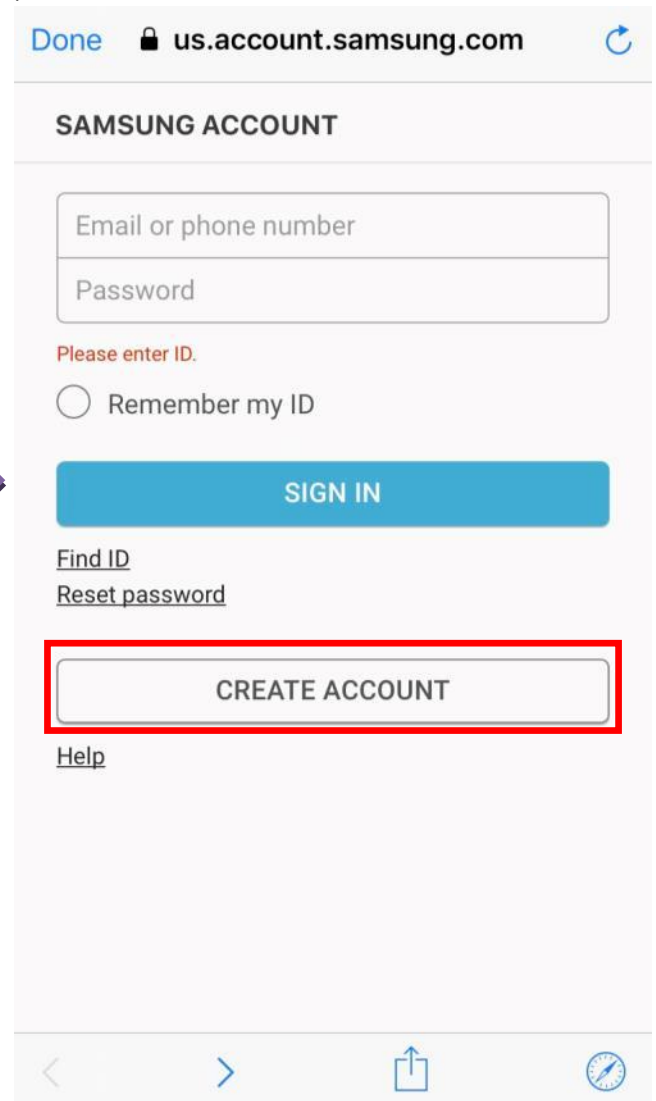 Done us.account.samsung.com
SAMSUNG ACCOUNT
Email or phone number
Password
Please enter ID.
Remember my ID
SIGN IN
Find ID
Reset password
CREATE ACCOUNT
Help